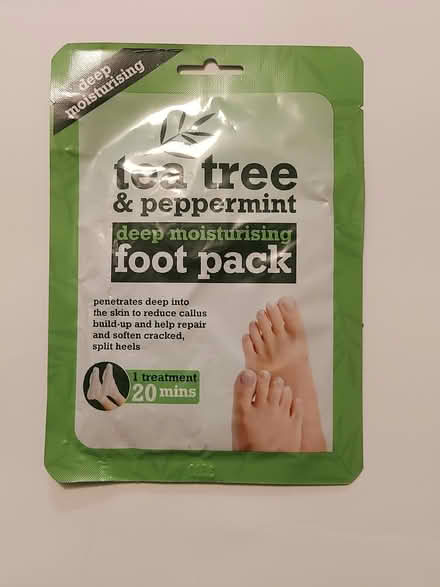 deep
moisturising
tea tree
& peppermint
deep moisturising
foot pack
penetrates deep into
the skin to reduce callus
build-up and help repair
and soften cracked,
split heels
1 treatment
20 mins